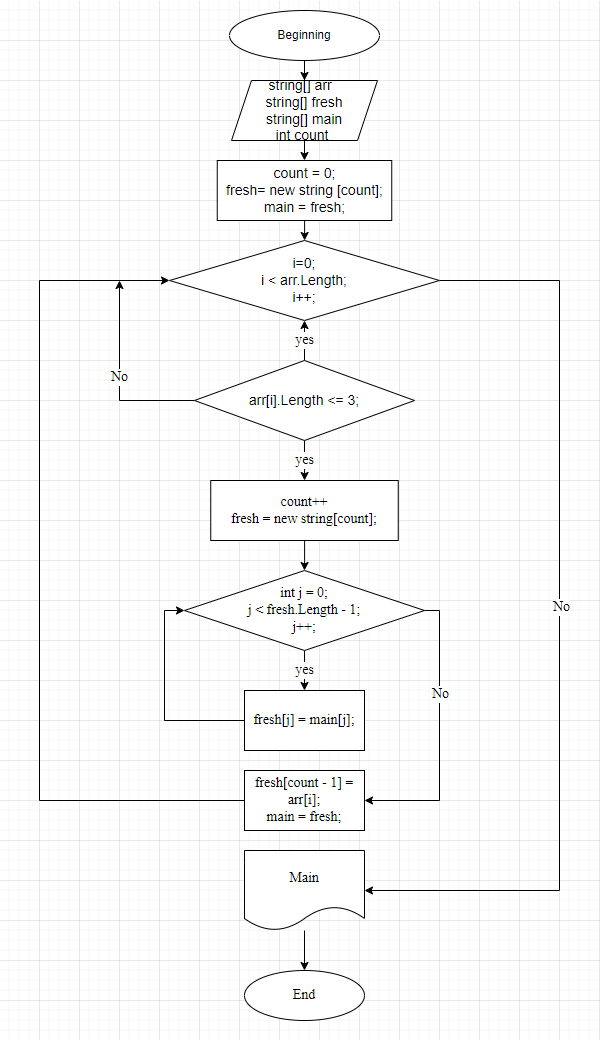 Beginning
string[] arr
string[] fresh
string[] main
int count
count = 0;
fresh= new string [count];
main = fresh;
i=0;
i < arr.Length;
i++;
yes
No
arr[i].Length <= 3;
yes
count++
fresh = new string[count];
int j = 0;
j < fresh.Length - 1;
j++;
No
yes
No
fresh[j] = main[j];
fresh[count - 1] =
arr[i];
main = fresh;
Main
End